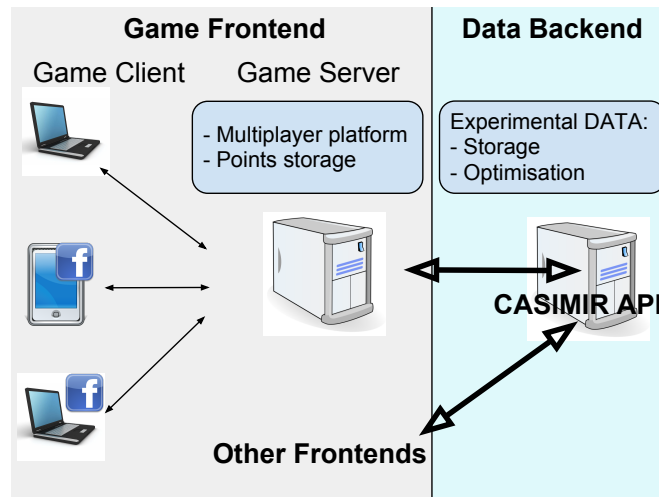 Game Frontend
Data Backend
Game Client
Game Server
- Multiplayer platform
- Points storage
Experimental DATA:
- Storage
- Optimisation
f
CASIMIR API
f
Other Frontends